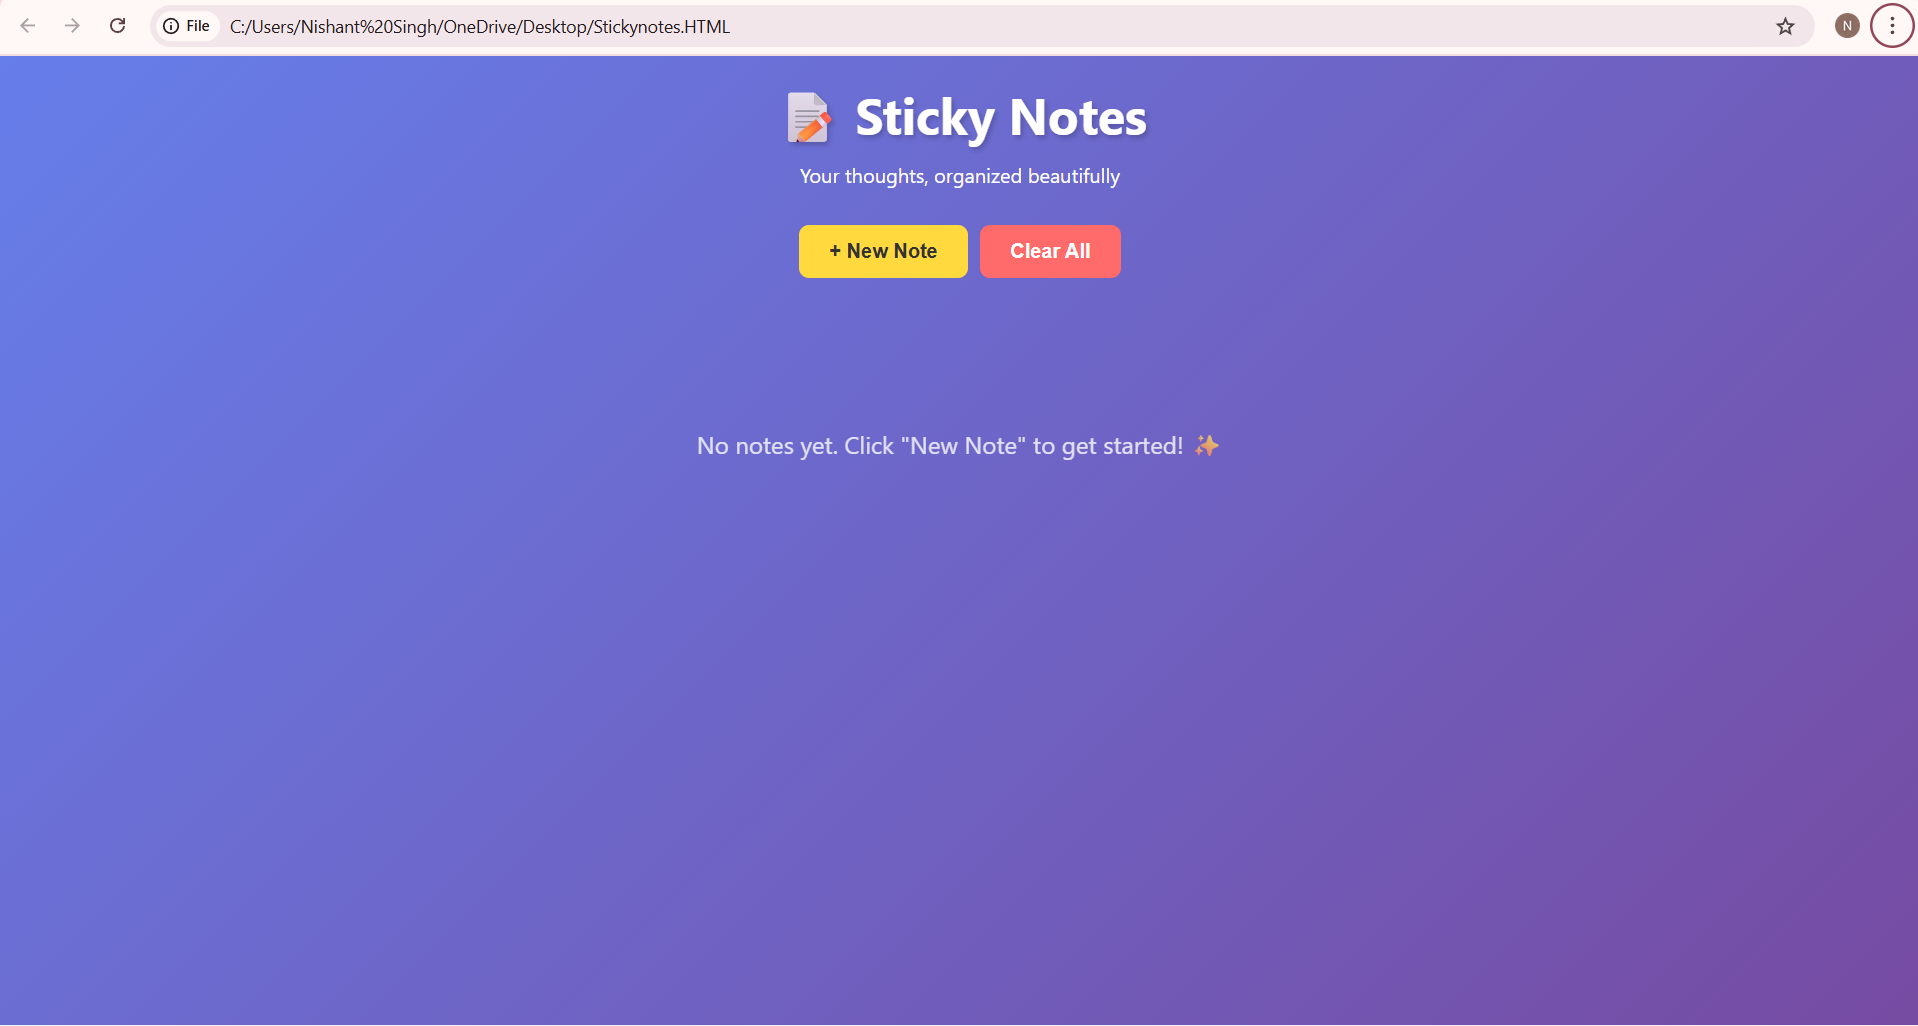 File C:/Users/Nishant%20Singh/OneDrive/Desktop/Stickynotes.HTML N
Sticky Notes
Your thoughts, organized beautifully
+ New Note Clear All
No notes yet. Click "New Note" to get started!